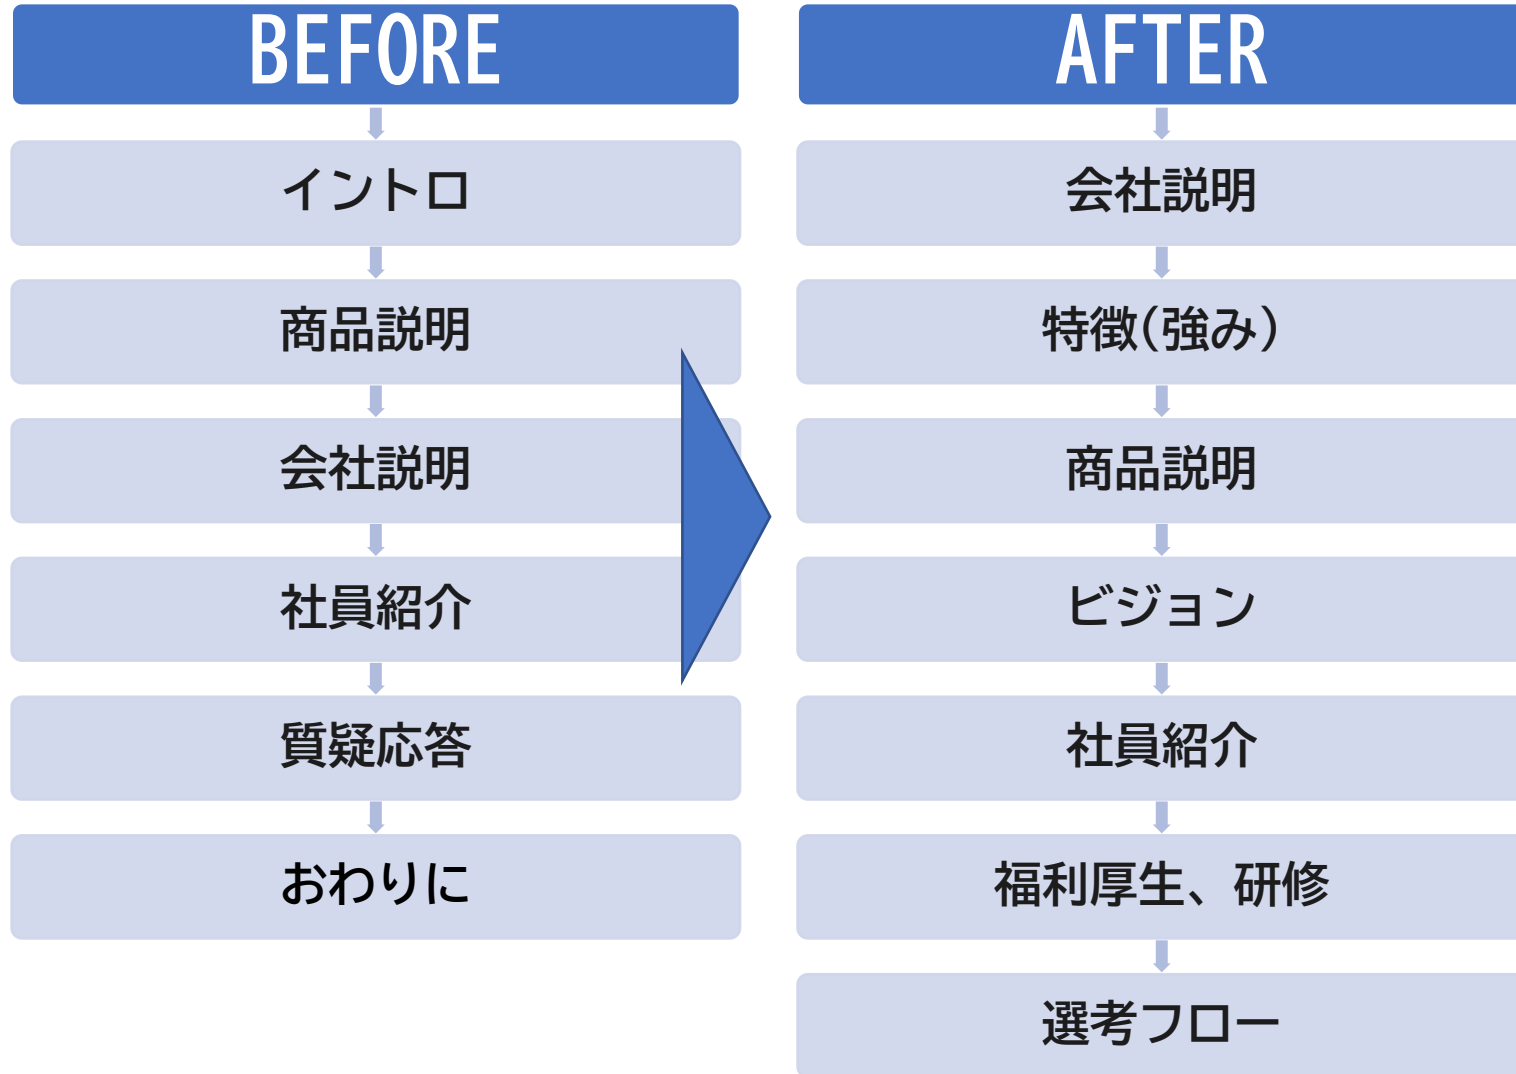 BEFORE
イントロ
商品説明
会社説明
社員紹介
質疑応答
おわりに
AFTER
会社説明
特徴(強み)
商品説明
ビジョン
社員紹介
福利厚生、研修
選考フロー